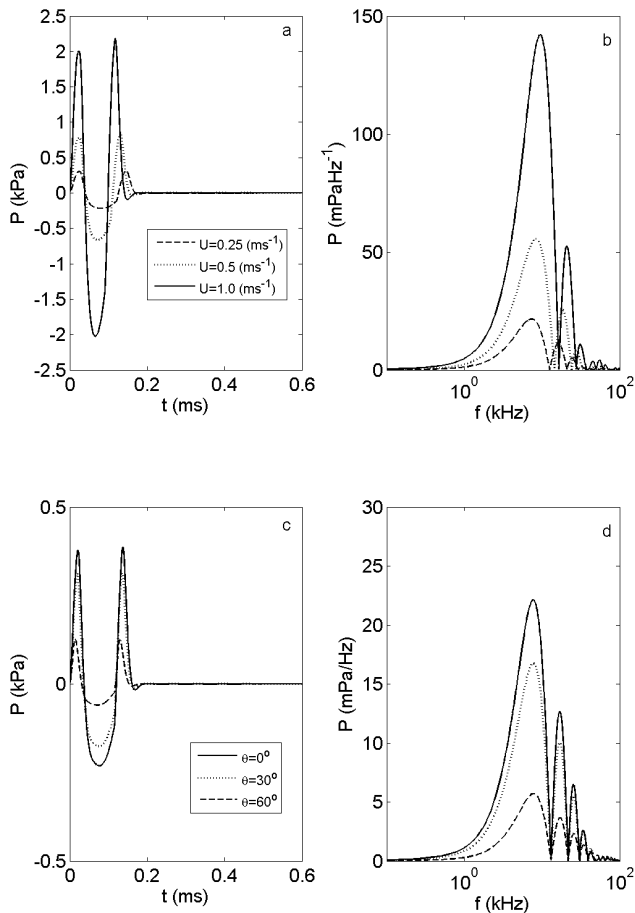 a
2.5
2
1.5
1
0.5
0
-0.5
-1
-1.5
-2
-2.5
P (kPa)
U=0.25 (ms⁻¹)
U=0.5 (ms⁻¹)
U=1.0 (ms⁻¹)
0 0.2 0.4 0.6
t (ms)
b
150
100
50
0
P (mPaHz⁻¹)
10⁰ 10²
f (kHz)
c
0.5
0
-0.5
P (kPa)
θ=0º
θ=30º
θ=60º
0 0.2 0.4 0.6
t (ms)
d
30
25
20
15
10
5
0
P (mPa/Hz)
10⁰ 10²
f (kHz)